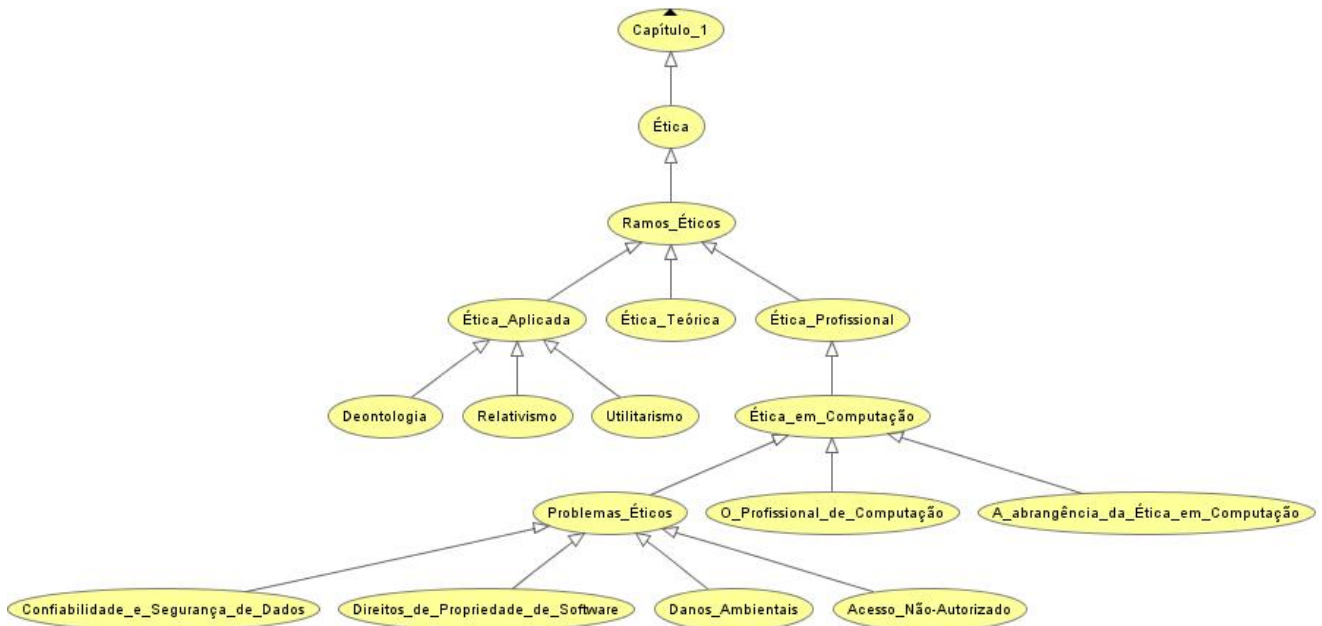 Capítulo_1
Ética
Ramos_Éticos
Ética_Aplicada
Ética_Teórica
Ética_Profissional
Deontologia
Relativismo
Utilitarismo
Ética_em_Computação
Problemas_Éticos
O_Profissional_de_Computação
A_abrangência_da_Ética_em_Computação
Confiabilidade_e_Segurança_de_Dados
Direitos_de_Propriedade_de_Software
Danos_Ambientais
Acesso_Não-Autorizado